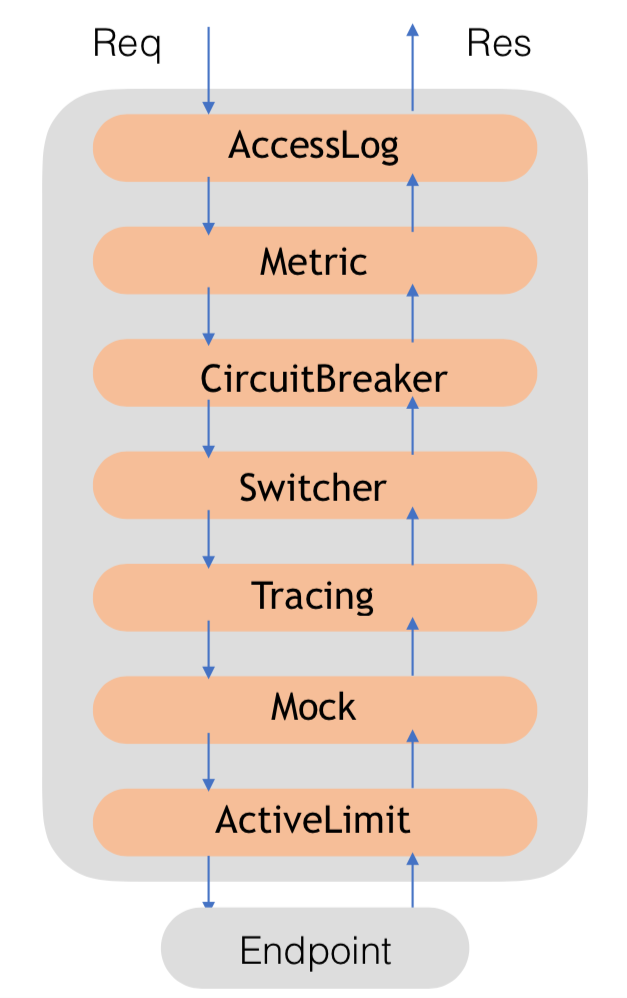 Req
Res
AccessLog
Metric
CircuitBreaker
Switcher
Tracing
Mock
ActiveLimit
Endpoint